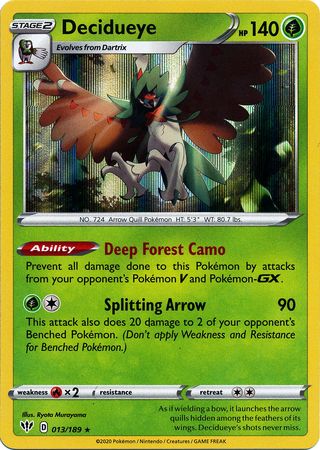 STAGE2
Decidueye
HP 140
Evolves from Dartrix
NO. 724 Arrow Quill Pokémon HT: 5'3" WT: 80.7 lbs.
Ability Deep Forest Camo
Prevent all damage done to this Pokémon by attacks
from your opponent's Pokémon V and Pokémon-GX.
Splitting Arrow 90
This attack also does 20 damage to 2 of your opponent's
Benched Pokémon. (Don't apply Weakness and Resistance
for Benched Pokémon.)
weakness ×2 resistance retreat
Illus. Ryota Murayama
D 013/189 ★
As if wielding a bow, it launches the arrow
quills hidden among the feathers of its
wings. Decidueye's shots never miss.
©2020 Pokémon / Nintendo / Creatures / GAME FREAK